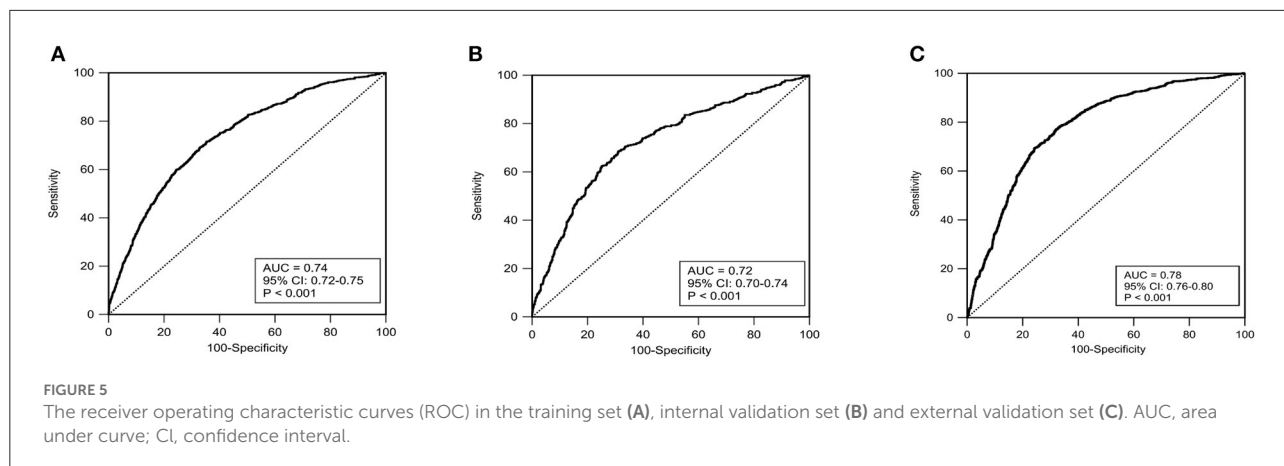 A
100
80
60
40
20
0
Sensitivity
AUC = 0.74
95% CI: 0.72-0.75
P < 0.001
0 20 40 60 80 100
100-Specificity
B
100
80
60
40
20
0
Sensitivity
AUC = 0.72
95% CI: 0.70-0.74
P < 0.001
0 20 40 60 80 100
100-Specificity
C
100
80
60
40
20
0
Sensitivity
AUC = 0.78
95% CI: 0.76-0.80
P < 0.001
0 20 40 60 80 100
100-Specificity
FIGURE 5
The receiver operating characteristic curves (ROC) in the training set (A), internal validation set (B) and external validation set (C). AUC, area
under curve; Cl, confidence interval.